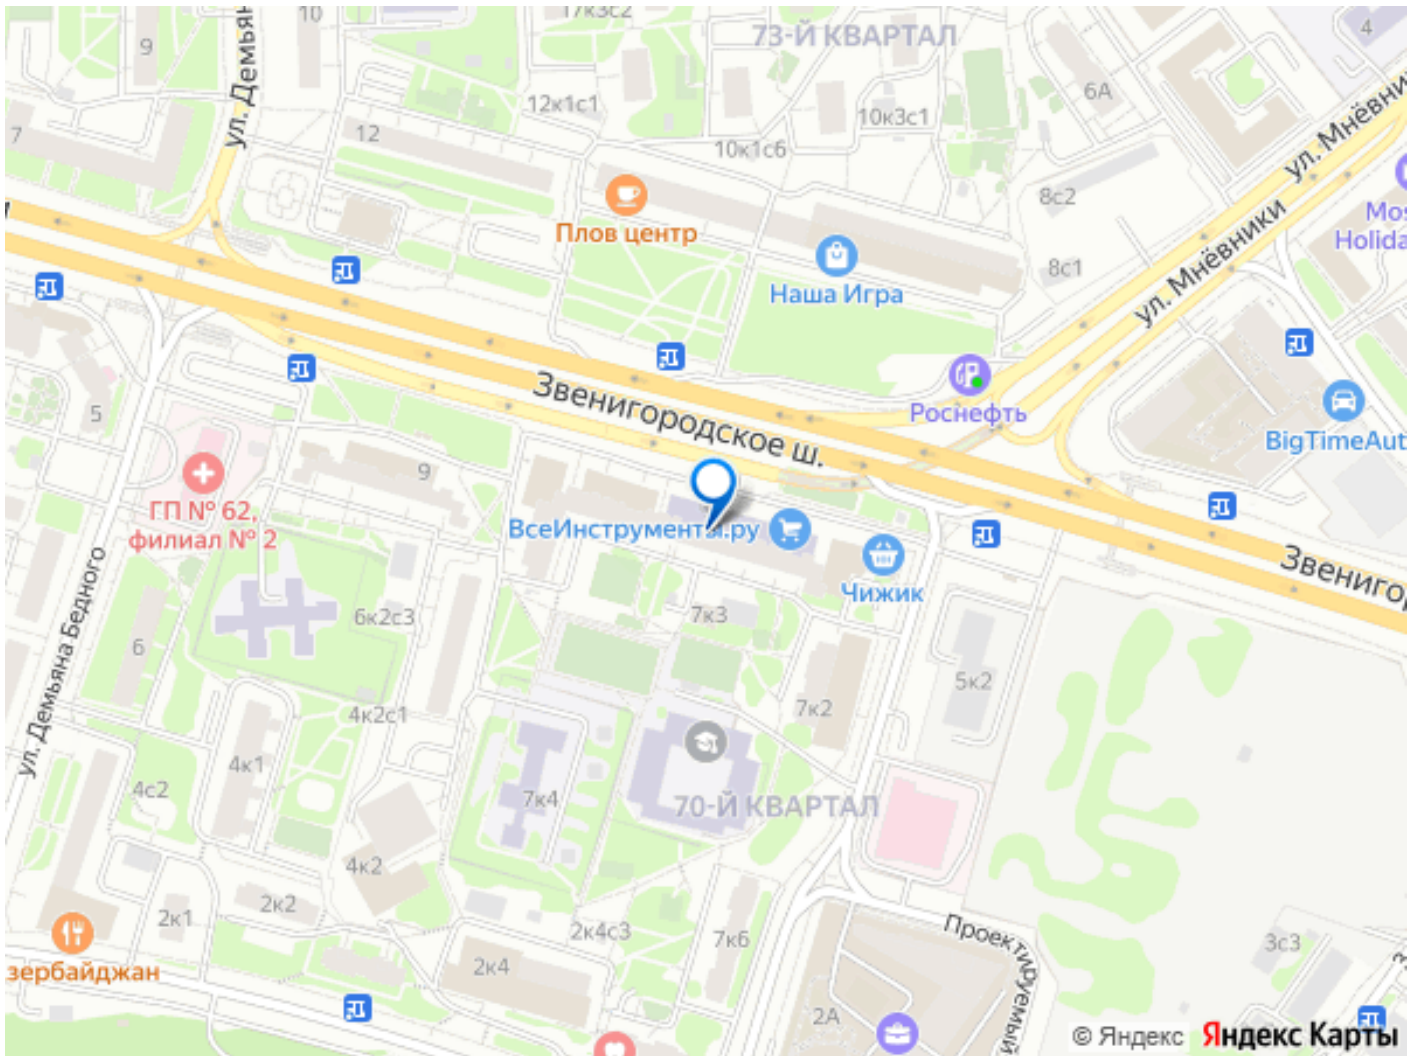 17к3с2
73-Й КВАРТАЛ
4
10
9
ул. Демьян
6А
ул. Мнёвни
12к1с1
10к3с1
7
12
10к1с6
8с2
Плов центр
Mos
Holida
ул. Мнёвники
8с1
Наша Игра
Звенигородское ш.
P
Роснефть
5
BigTimeAut
9
ГП № 62,
филиал № 2
ВсеИнструменты.ру
Чижик
Звенигор
ул. Демьяна Бедного
6к2с3
7к3
6
5к2
4к2с1
7к2
4к1
4с2
7к4
70-Й КВАРТАЛ
4к2
2к2
2к1
2к4с3
7к6
Проектируемый
3с3
зербайджан
2к4
2А
© Яндекс
Яндекс Карты